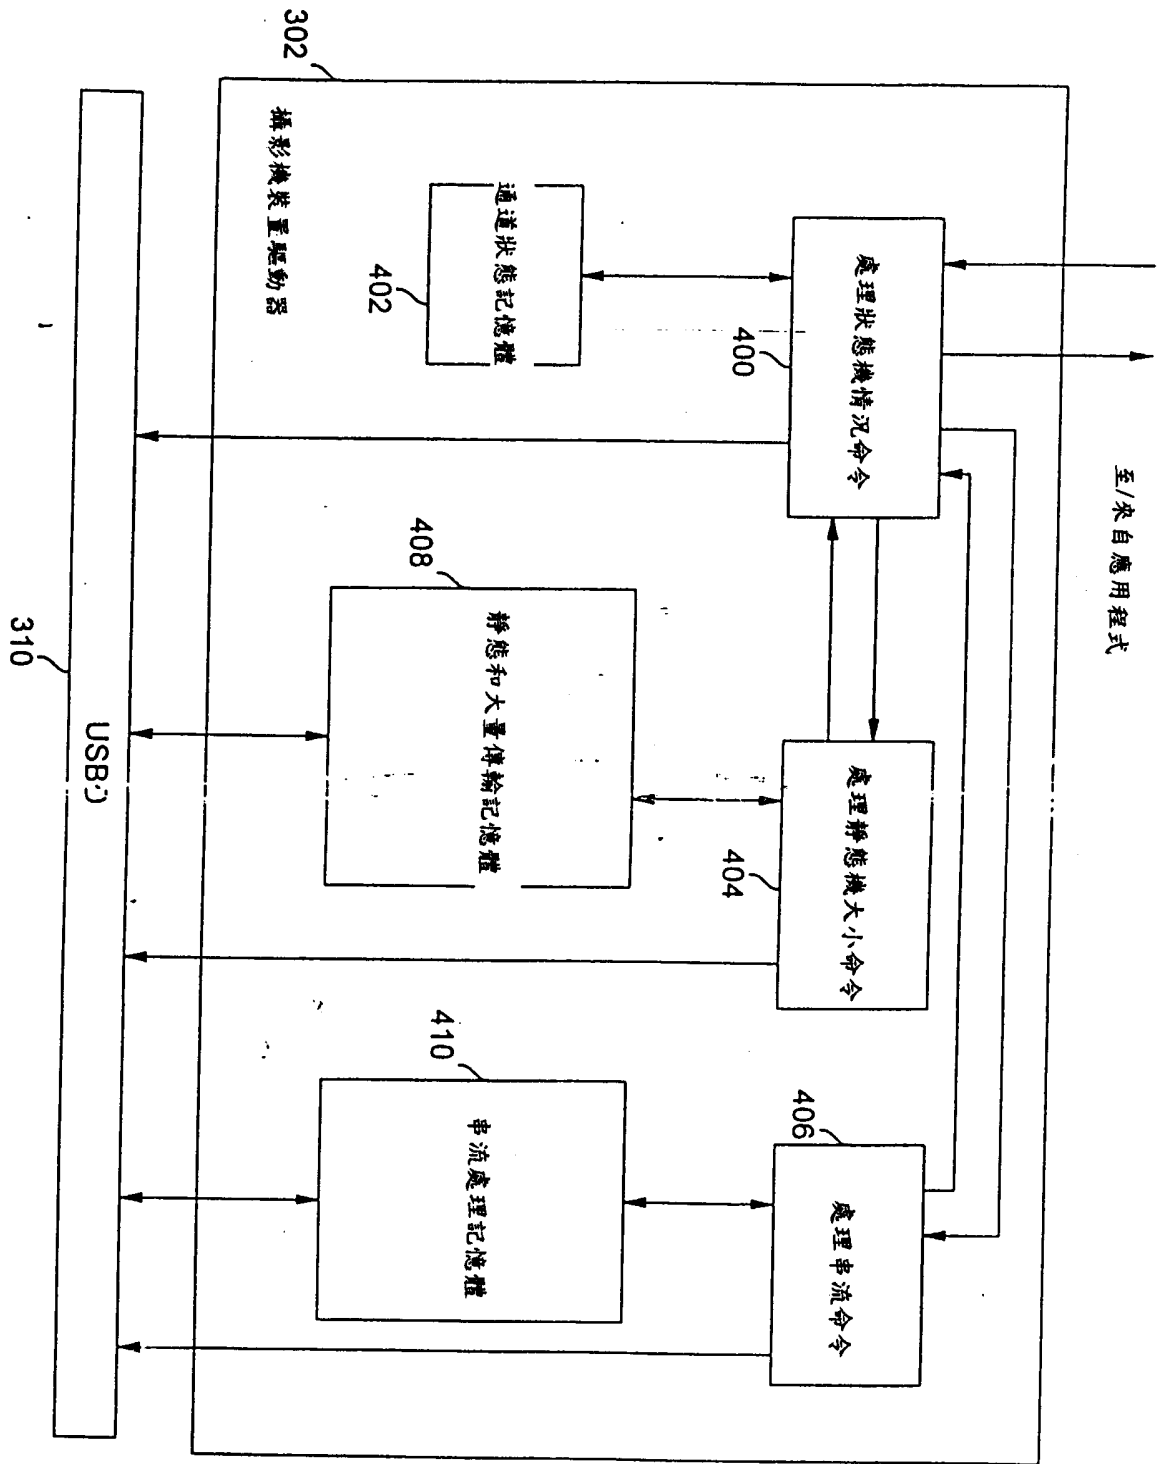 至/來自應用程式
302
攝影機裝置驅動器
處理狀態機情況命令
400
通道狀態記憶體
402
處理靜態機大小命令
404
靜態和大量傳輸記憶體
408
處理串流命令
406
串流處理記憶體
410
310